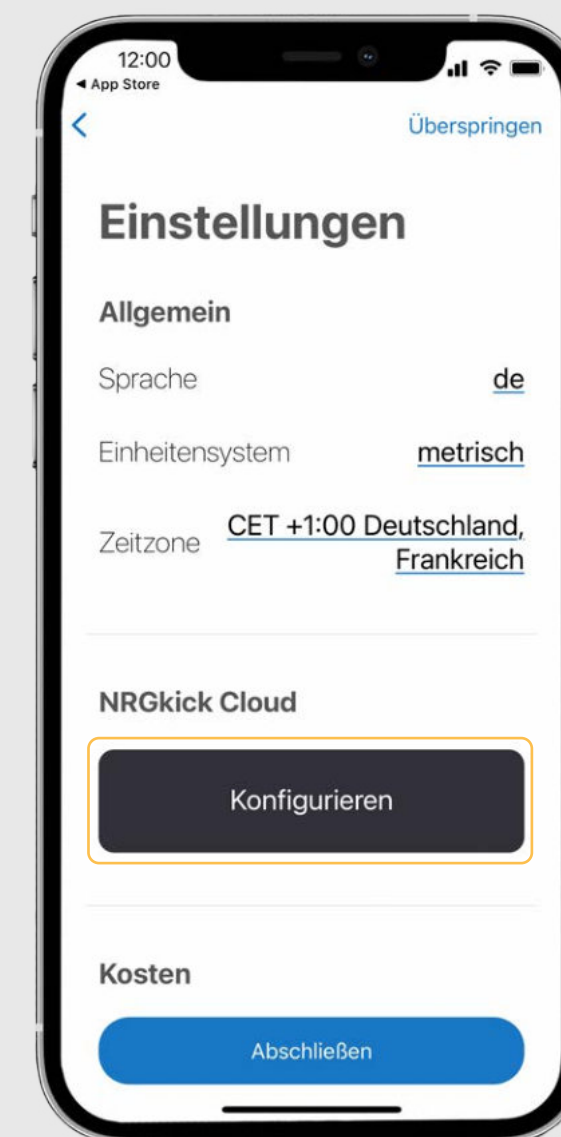 12:00
◀ App Store
Überspringen
Einstellungen
Allgemein
Sprache de
Einheitensystem metrisch
Zeitzone CET +1:00 Deutschland,
Frankreich
NRGkick Cloud
Konfigurieren
Kosten
Abschließen